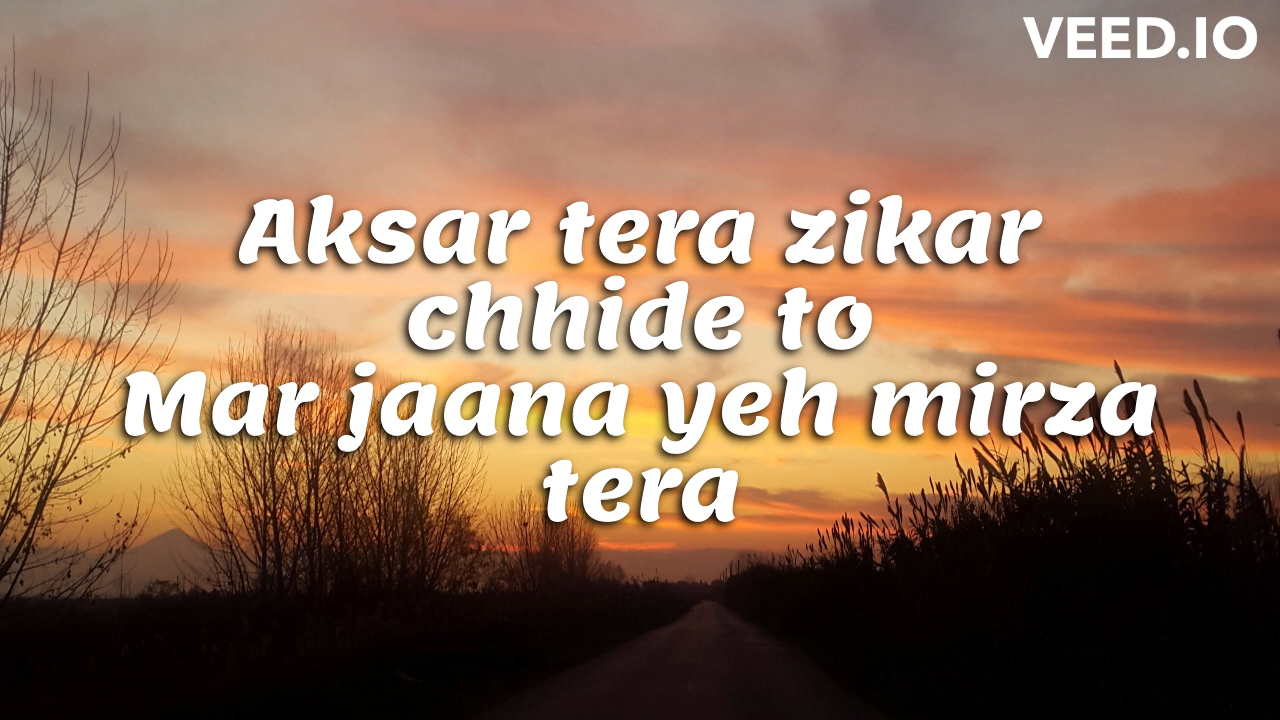 VEED.IO
Aksar tera zikar
chhide to
Mar jaana yeh mirza
tera